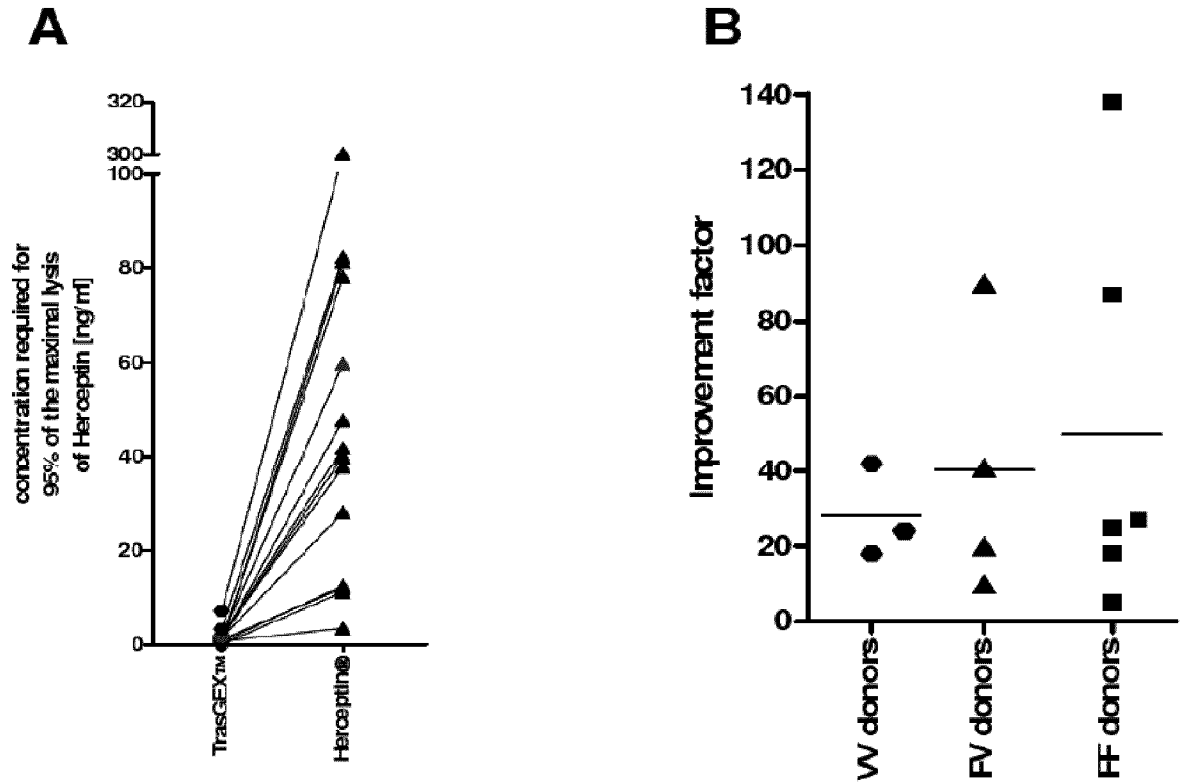 A
concentration required for
95% of the maximal lysis
of Herceptin [ng/ml]
320
300
100
80
60
40
20
0
TrasGEX™
Herceptin®
B
Improvement factor
140
120
100
80
60
40
20
0
VV donors
FV donors
FF donors